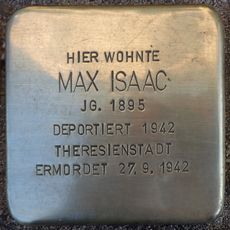 HIER WOHNTE
MAX ISAAC
JG. 1895
DEPORTIERT 1942
THERESIENSTADT
ERMORDET 27.9.1942